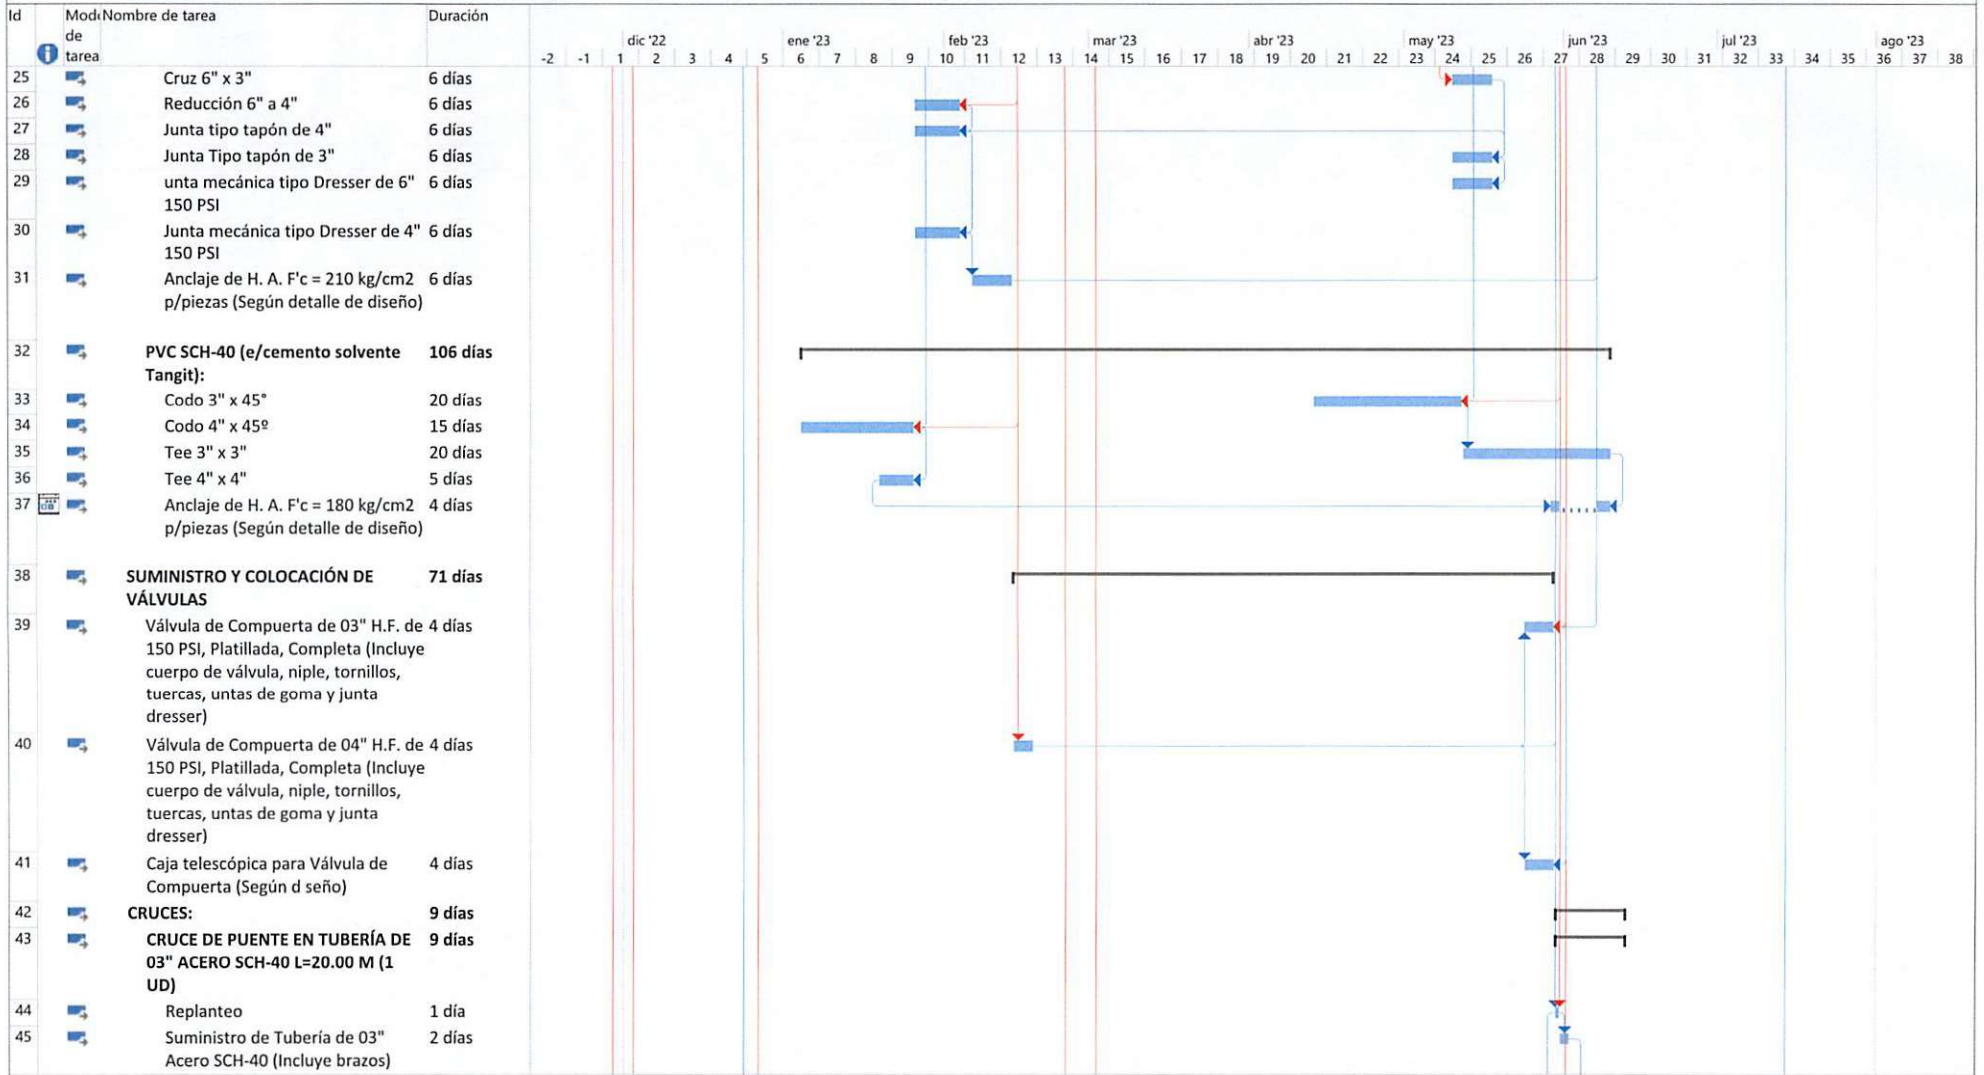 Id
Mod
de
tarea
Nombre de tarea
Duración
dic '22
ene '23
feb '23
mar '23
abr '23
may '23
jun '23
jul '23
ago '23
-2 -1 1 2 3 4 5 6 7 8 9 10 11 12 13 14 15 16 17 18 19 20 21 22 23 24 25 26 27 28 29 30 31 32 33 34 35 36 37 38
25 Cruz 6" x 3" 6 días
26 Reducción 6" a 4" 6 días
27 Junta tipo tapón de 4" 6 días
28 Junta Tipo tapón de 3" 6 días
29 unta mecánica tipo Dresser de 6" 6 días
150 PSI
30 Junta mecánica tipo Dresser de 4" 6 días
150 PSI
31 Anclaje de H. A. F'c = 210 kg/cm2 6 días
p/piezas (Según detalle de diseño)
32 PVC SCH-40 (e/cemento solvente 106 días
Tangit):
33 Codo 3" x 45° 20 días
34 Codo 4" x 45º 15 días
35 Tee 3" x 3" 20 días
36 Tee 4" x 4" 5 días
37 Anclaje de H. A. F'c = 180 kg/cm2 4 días
p/piezas (Según detalle de diseño)
38 SUMINISTRO Y COLOCACIÓN DE 71 días
VÁLVULAS
39 Válvula de Compuerta de 03" H.F. de 4 días
150 PSI, Platillada, Completa (Incluye
cuerpo de válvula, niple, tornillos,
tuercas, untas de goma y junta
dresser)
40 Válvula de Compuerta de 04" H.F. de 4 días
150 PSI, Platillada, Completa (Incluye
cuerpo de válvula, niple, tornillos,
tuercas, untas de goma y junta
dresser)
41 Caja telescópica para Válvula de 4 días
Compuerta (Según d seño)
42 CRUCES: 9 días
43 CRUCE DE PUENTE EN TUBERÍA DE 9 días
03" ACERO SCH-40 L=20.00 M (1
UD)
44 Replanteo 1 día
45 Suministro de Tubería de 03" 2 días
Acero SCH-40 (Incluye brazos)